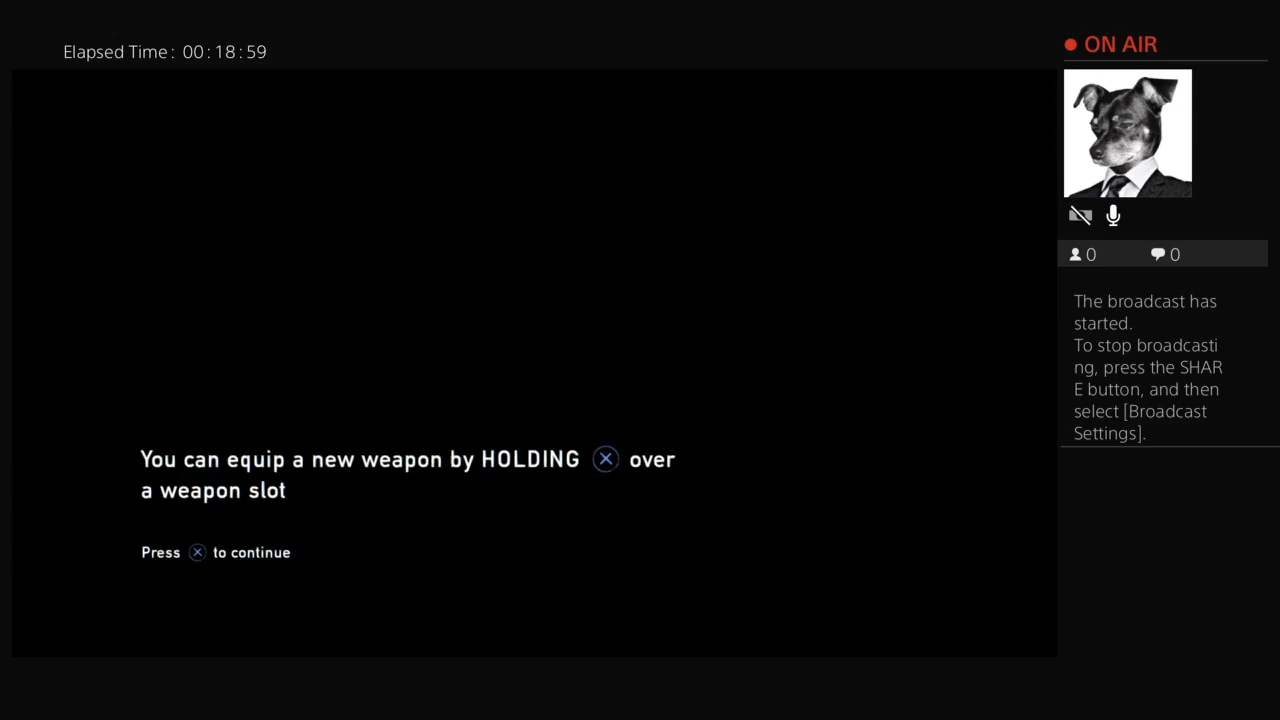 Elapsed Time: 00:18:59
ON AIR
0 0
The broadcast has
started.
To stop broadcasti
ng, press the SHAR
E button, and then
select [Broadcast
Settings].
You can equip a new weapon by HOLDING over
a weapon slot
Press to continue